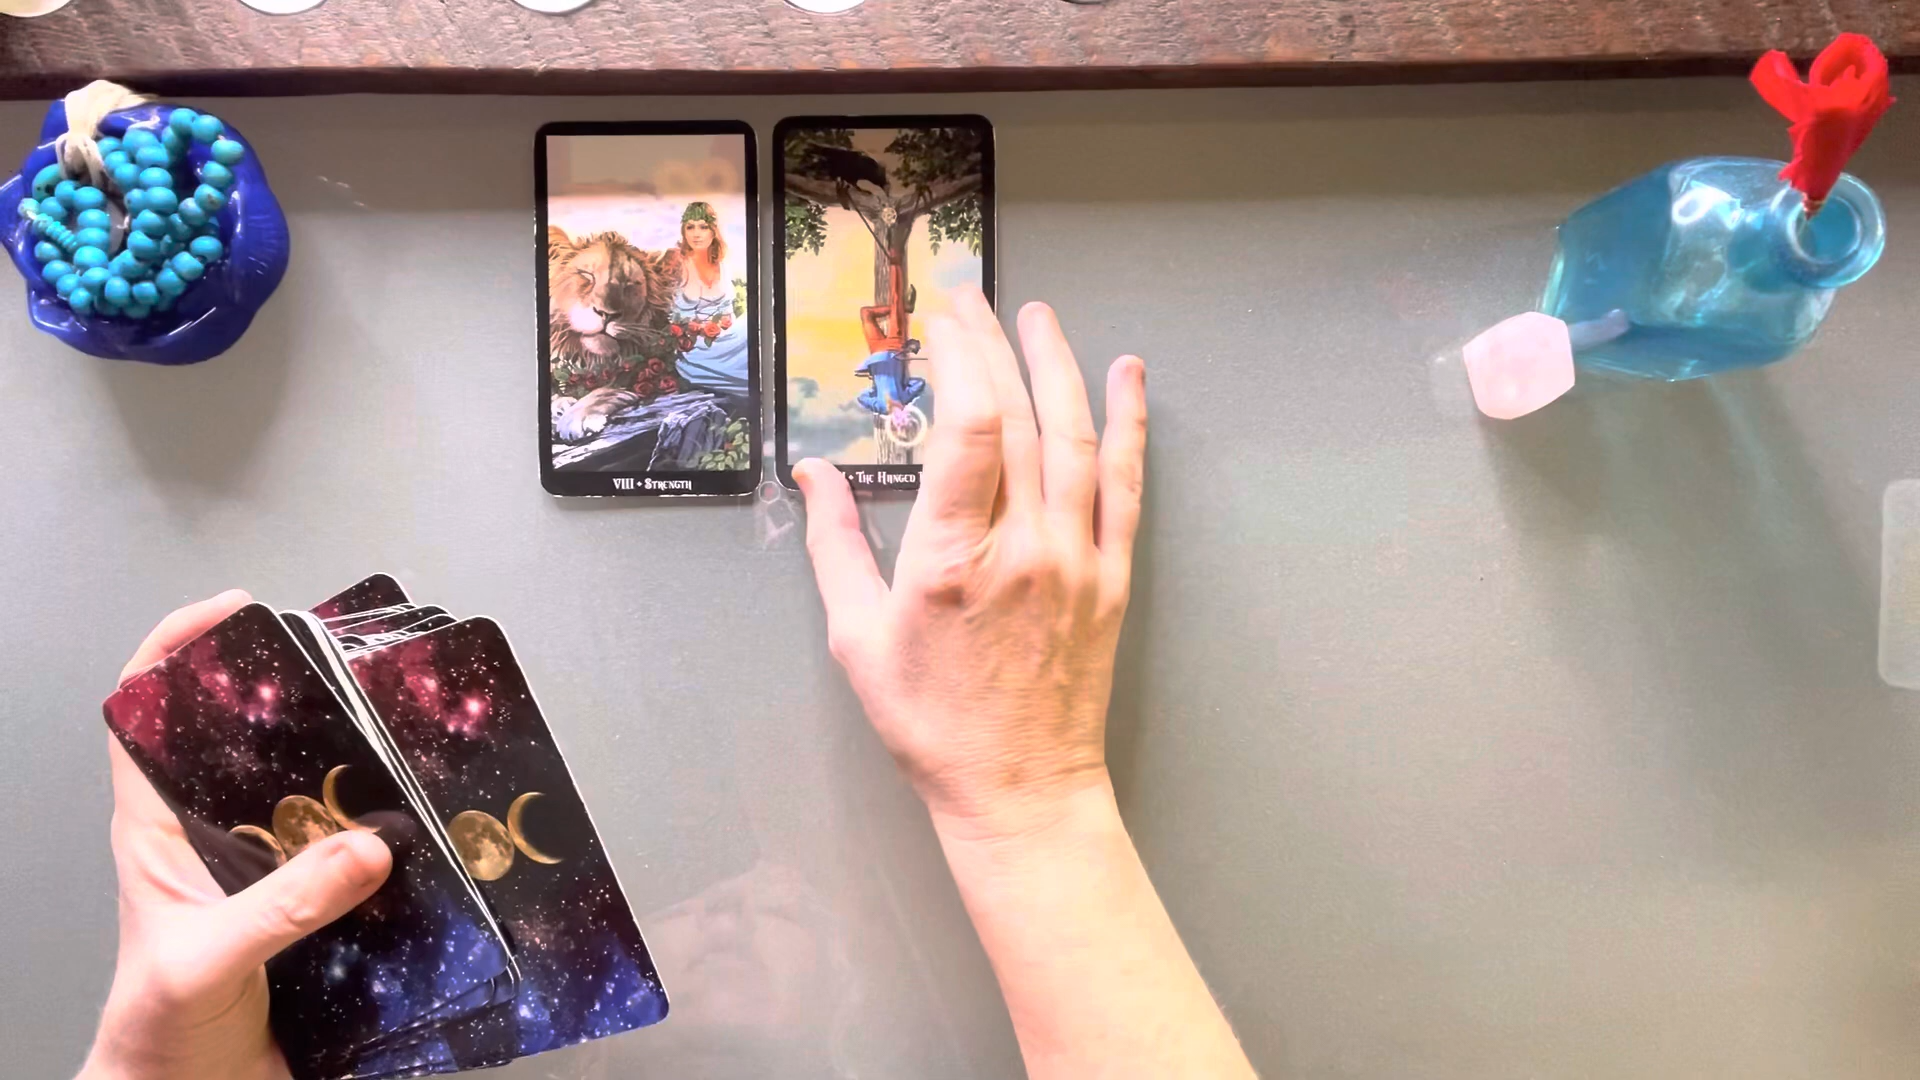 VIII • STRENGTH
• THE HANGED